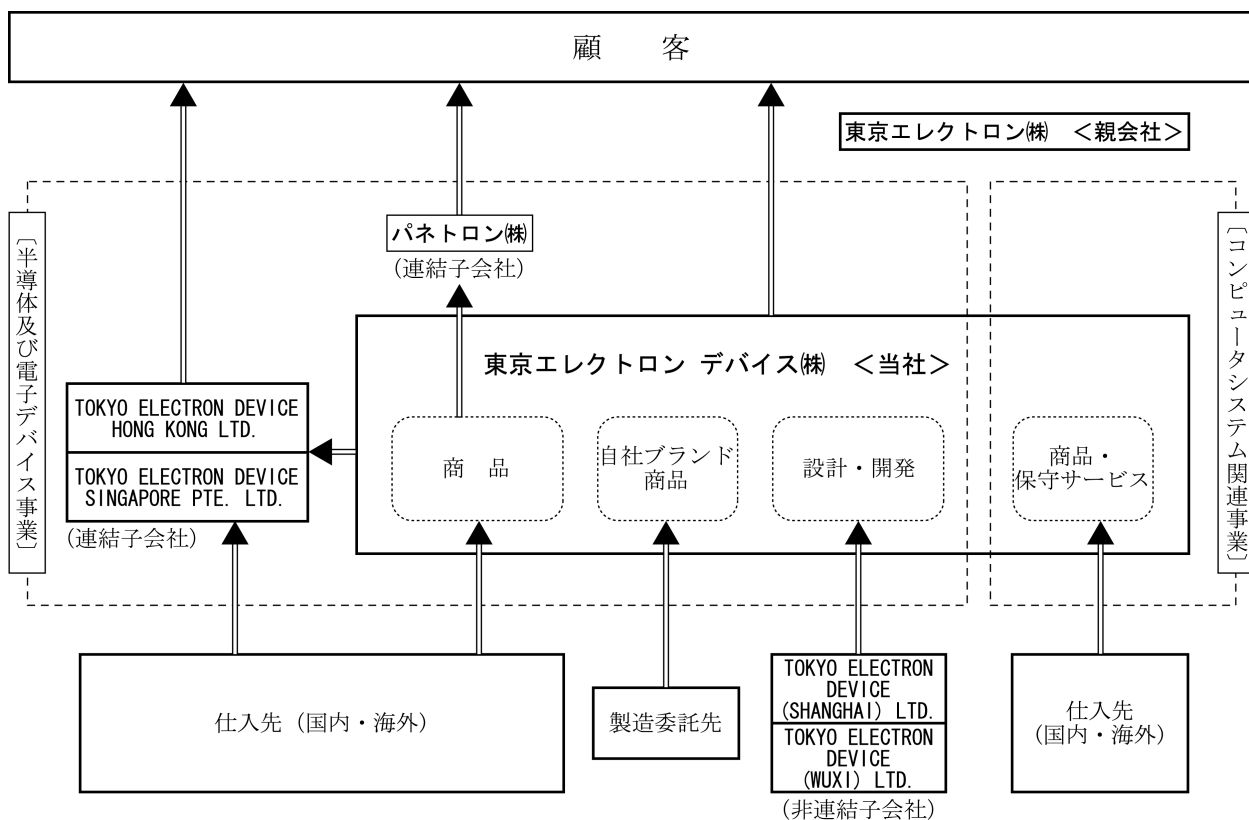 顧　　客
東京エレクトロン㈱　＜親会社＞
〔半導体及び電子デバイス事業〕
〔コンピュータシステム関連事業〕
パネトロン㈱
(連結子会社)
東京エレクトロン デバイス㈱　＜当社＞
TOKYO ELECTRON DEVICE
HONG KONG LTD.
TOKYO ELECTRON DEVICE
SINGAPORE PTE. LTD.
(連結子会社)
商　品
自社ブランド
商品
設計・開発
商品・
保守サービス
仕入先（国内・海外）
製造委託先
TOKYO ELECTRON
DEVICE
(SHANGHAI) LTD.
TOKYO ELECTRON
DEVICE
(WUXI) LTD.
(非連結子会社)
仕入先
(国内・海外)